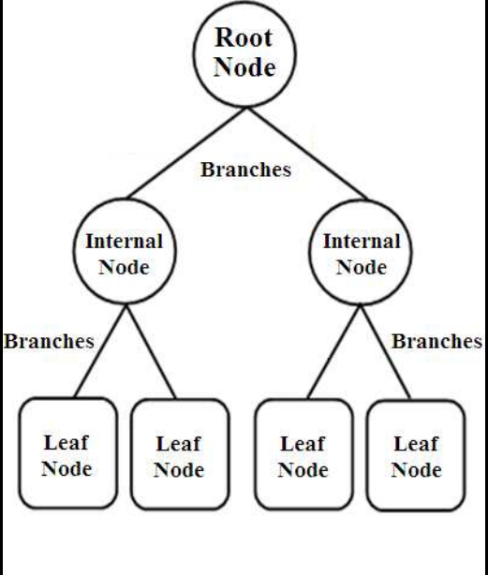 Root
Node
Branches
Internal
Node
Internal
Node
Branches
Branches
Leaf
Node
Leaf
Node
Leaf
Node
Leaf
Node